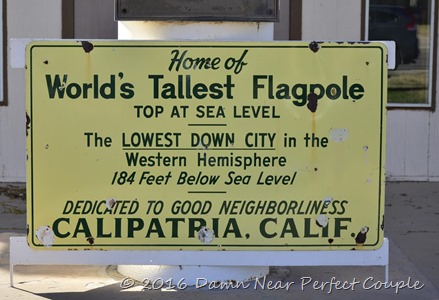 Home of
World's Tallest Flagpole
TOP AT SEA LEVEL
The LOWEST DOWN CITY in the
Western Hemisphere
184 Feet Below Sea Level
DEDICATED TO GOOD NEIGHBORLINESS
CALIPATRIA, CALIF.
© 2016 Damn Near Perfect Couple